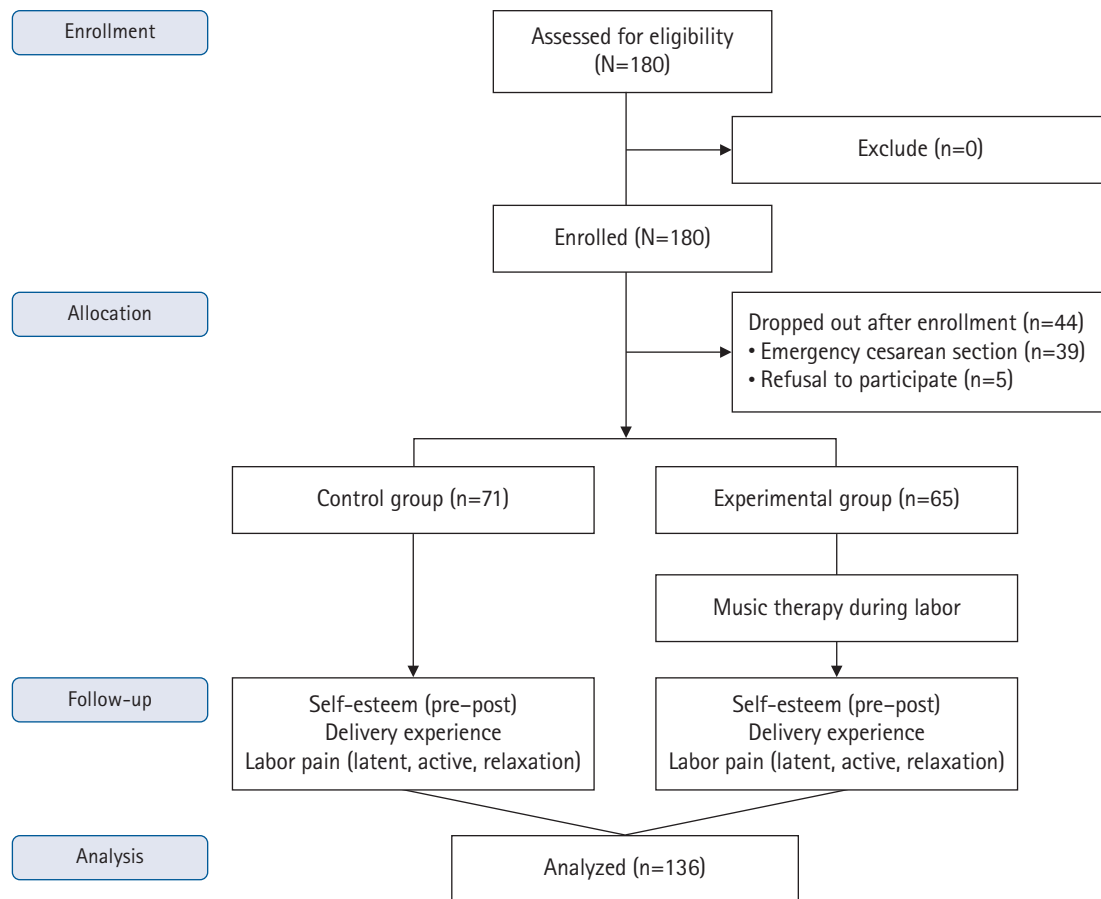 Enrollment
Assessed for eligibility
(N=180)
Exclude (n=0)
Enrolled (N=180)
Allocation
Dropped out after enrollment (n=44)
• Emergency cesarean section (n=39)
• Refusal to participate (n=5)
Control group (n=71)
Experimental group (n=65)
Music therapy during labor
Follow-up
Self-esteem (pre–post)
Delivery experience
Labor pain (latent, active, relaxation)
Self-esteem (pre–post)
Delivery experience
Labor pain (latent, active, relaxation)
Analysis
Analyzed (n=136)